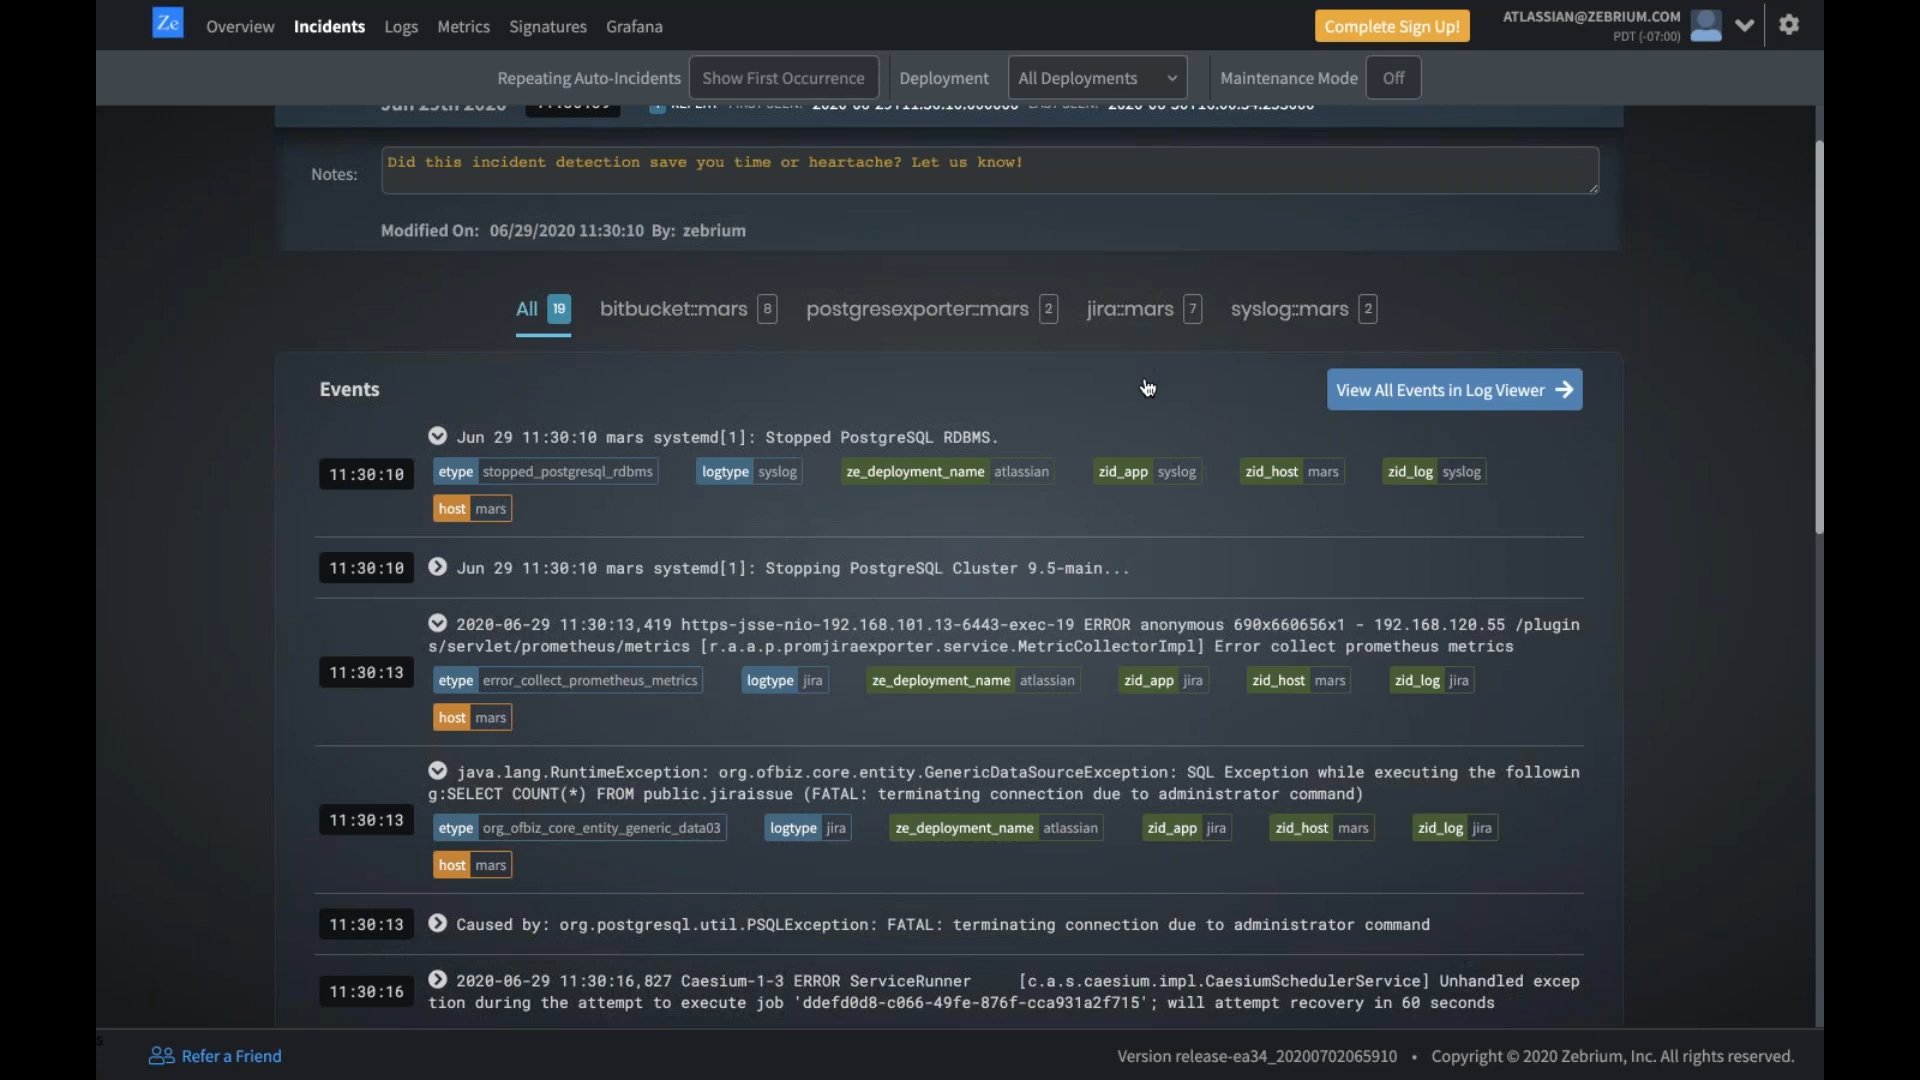 Ze Overview Incidents Logs Metrics Signatures Grafana Complete Sign Up! ATLASSIAN@ZEBRIUM.COM
PDT (-07:00)
Repeating Auto-Incidents Show First Occurrence Deployment All Deployments Maintenance Mode Off
Notes: Did this incident detection save you time or heartache? Let us know!
Modified On: 06/29/2020 11:30:10 By: zebrium
All 19 bitbucket::mars 8 postgresexporter::mars 2 jira::mars 7 syslog::mars 2
Events View All Events in Log Viewer
Jun 29 11:30:10 mars systemd[1]: Stopped PostgreSQL RDBMS.
11:30:10 etype stopped_postgresql_rdbms logtype syslog ze_deployment_name atlassian zid_app syslog zid_host mars zid_log syslog
host mars
11:30:10 Jun 29 11:30:10 mars systemd[1]: Stopping PostgreSQL Cluster 9.5-main...
2020-06-29 11:30:13,419 https-jsse-nio-192.168.101.13-6443-exec-19 ERROR anonymous 690x660656x1 - 192.168.120.55 /plugin
s/servlet/prometheus/metrics [r.a.a.p.promjiraexporter.service.MetricCollectorImpl] Error collect prometheus metrics
11:30:13 etype error_collect_prometheus_metrics logtype jira ze_deployment_name atlassian zid_app jira zid_host mars zid_log jira
host mars
java.lang.RuntimeException: org.ofbiz.core.entity.GenericDataSourceException: SQL Exception while executing the followin
g:SELECT COUNT(*) FROM public.jiraissue (FATAL: terminating connection due to administrator command)
11:30:13 etype org_ofbiz_core_entity_generic_data03 logtype jira ze_deployment_name atlassian zid_app jira zid_host mars zid_log jira
host mars
11:30:13 Caused by: org.postgresql.util.PSQLException: FATAL: terminating connection due to administrator command
2020-06-29 11:30:16,827 Caesium-1-3 ERROR ServiceRunner [c.a.s.caesium.impl.CaesiumSchedulerService] Unhandled excep
11:30:16 tion during the attempt to execute job 'ddefd0d8-c066-49fe-876f-cca931a2f715'; will attempt recovery in 60 seconds
Refer a Friend Version release-ea34_20200702065910 • Copyright © 2020 Zebrium, Inc. All rights reserved.